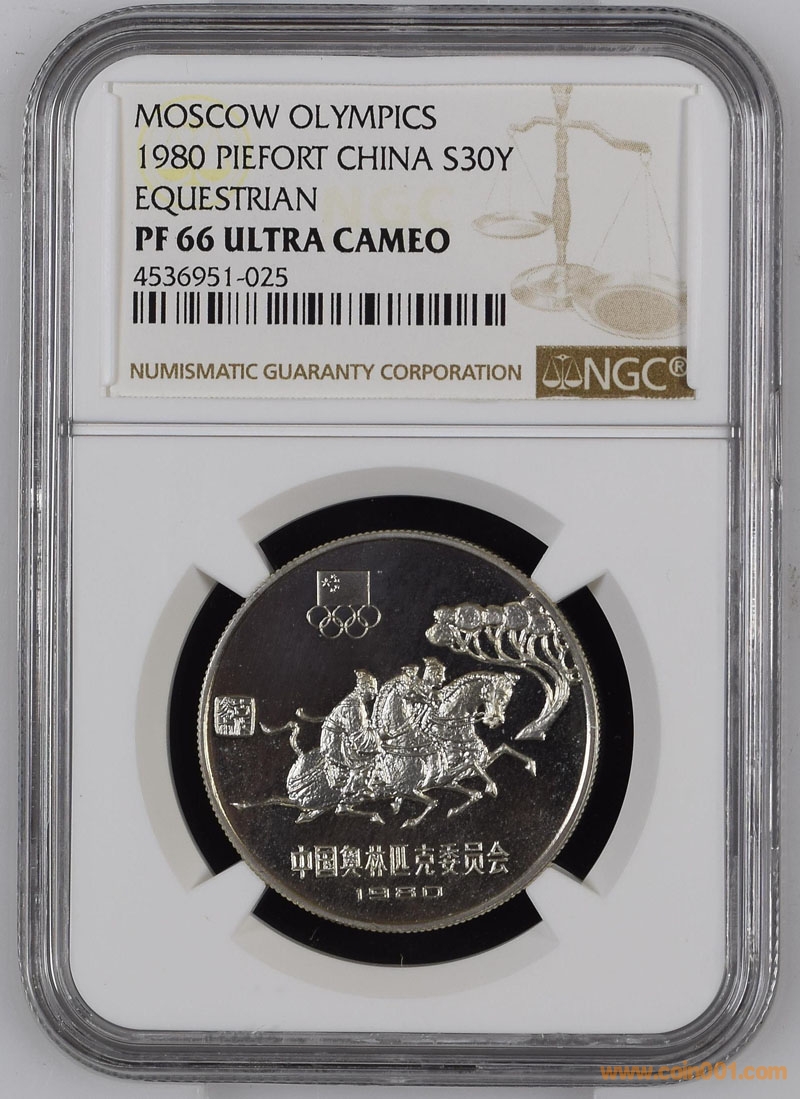 MOSCOW OLYMPICS
1980 PIEFORT CHINA S30Y
EQUESTRIAN
PF 66 ULTRA CAMEO
4536951-025
NUMISMATIC GUARANTY CORPORATION
NGC®
NGC
中国奥林匹克委员会
1980
www.coin001.com